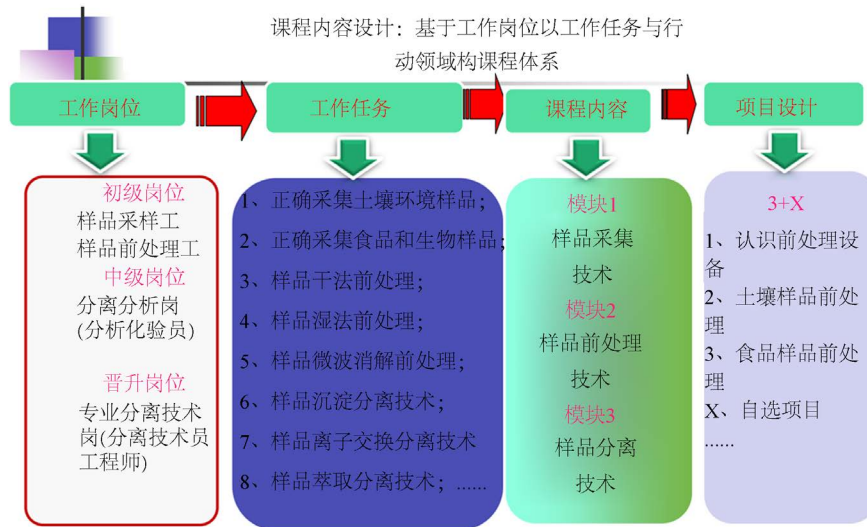 课程内容设计：基于工作岗位以工作任务与行
动领域构课程体系
工作岗位
工作任务
课程内容
项目设计
初级岗位
样品采样工
样品前处理工
中级岗位
分离分析岗
(分析化验员)
晋升岗位
专业分离技术
岗(分离技术员
工程师)
1、正确采集土壤环境样品；
2、正确采集食品和生物样品；
3、样品干法前处理；
4、样品湿法前处理；
5、样品微波消解前处理；
6、样品沉淀分离技术；
7、样品离子交换分离技术
8、样品萃取分离技术；......
模块1
样品采集
技术
模块2
样品前处理
技术
模块3
样品分离
技术
3+X
1、认识前处理设
备
2、土壤样品前处
理
3、食品样品前处
理
X、自选项目
......